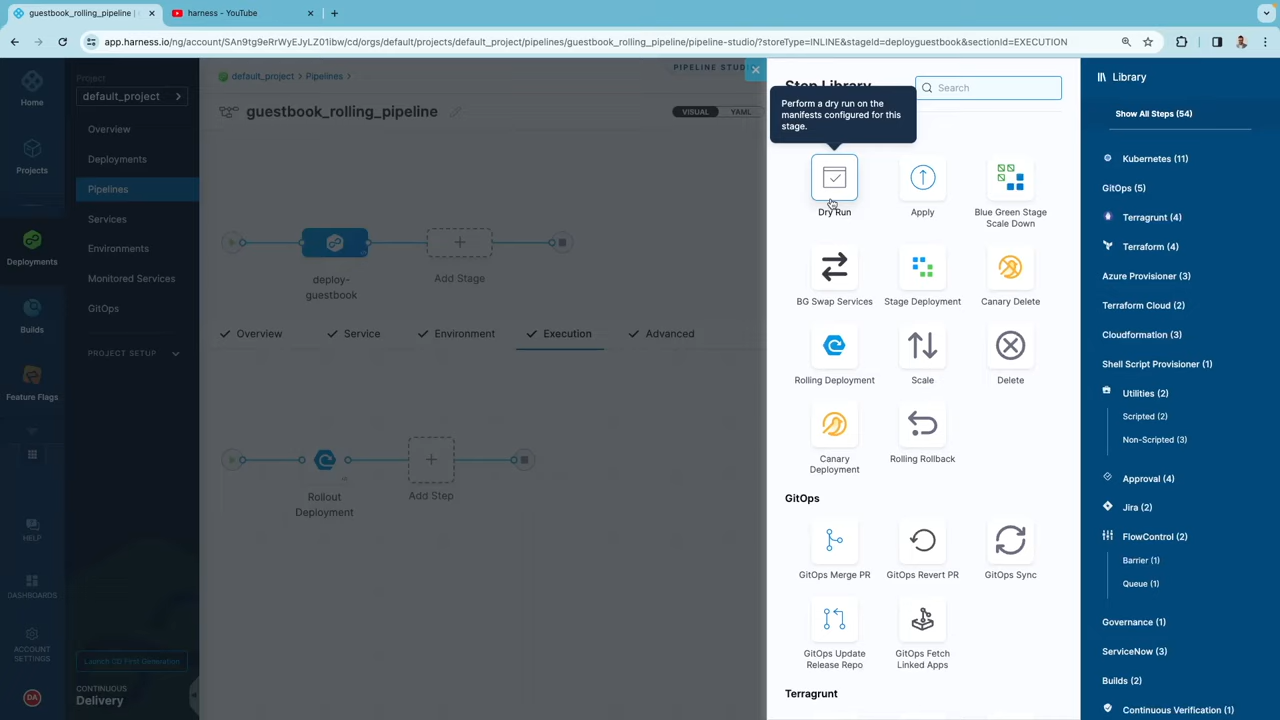 guestbook_rolling_pipeline
harness - YouTube
app.harness.io/ng/account/SAn9tg9eRrWyEJyLZ01ibw/cd/orgs/default/projects/default_project/pipelines/guestbook_rolling_pipeline/pipeline-studio/?storeType=INLINE&stageId=deployguestbook&sectionId=EXECUTION
Home
Projects
Deployments
Builds
Feature Flags
HELP
DASHBOARDS
ACCOUNT
SETTINGS
DA
Project
default_project
Overview
Deployments
Pipelines
Services
Environments
Monitored Services
GitOps
PROJECT SETUP
Launch CD First Generation
CONTINUOUS
Delivery
default_project > Pipelines >
PIPELINE STUDI
guestbook_rolling_pipeline
VISUAL
YAML
deploy-
guestbook
Add Stage
Overview
Service
Environment
Execution
Advanced
Rollout
Deployment
Add Step
Step Library
Search
Perform a dry run on the
manifests configured for this
stage.
Dry Run
Apply
Blue Green Stage
Scale Down
BG Swap Services
Stage Deployment
Canary Delete
Rolling Deployment
Scale
Delete
Canary
Deployment
Rolling Rollback
GitOps
GitOps Merge PR
GitOps Revert PR
GitOps Sync
GitOps Update
Release Repo
GitOps Fetch
Linked Apps
Terragrunt
Library
Show All Steps (54)
Kubernetes (11)
GitOps (5)
Terragrunt (4)
Terraform (4)
Azure Provisioner (3)
Terraform Cloud (2)
Cloudformation (3)
Shell Script Provisioner (1)
Utilities (2)
Scripted (2)
Non-Scripted (3)
Approval (4)
Jira (2)
FlowControl (2)
Barrier (1)
Queue (1)
Governance (1)
ServiceNow (3)
Builds (2)
Continuous Verification (1)